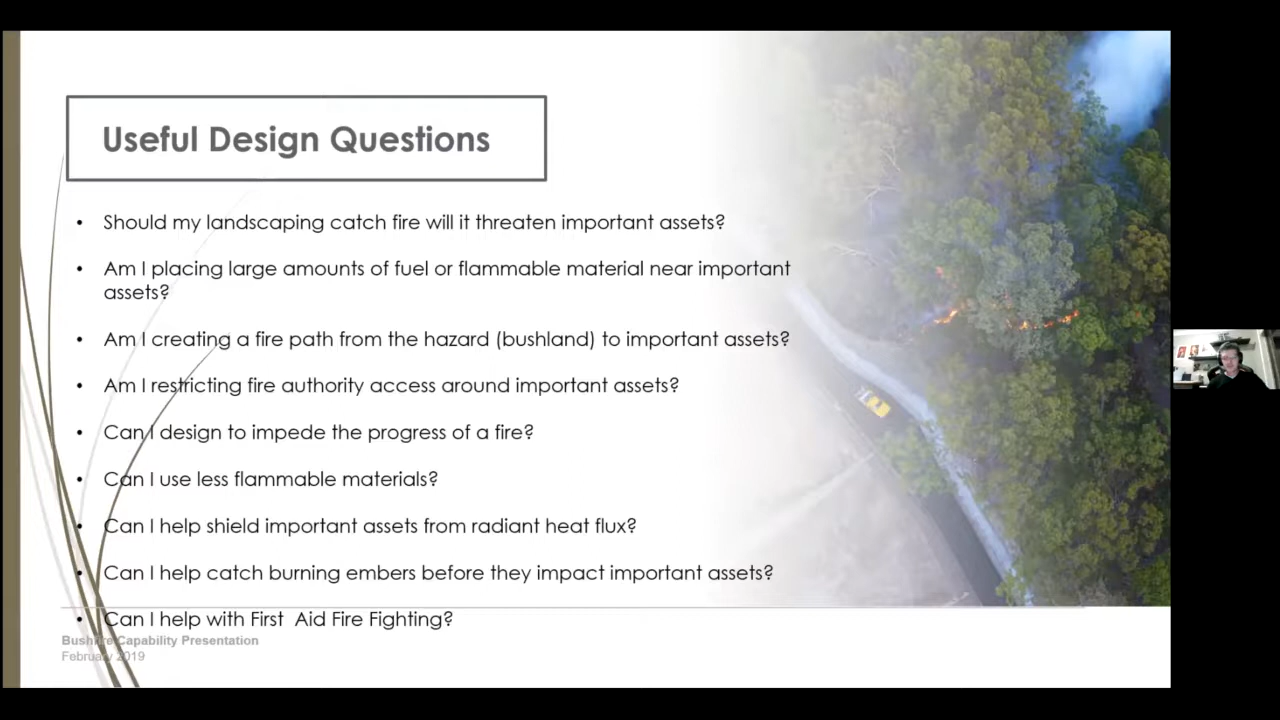 Useful Design Questions
• Should my landscaping catch fire will it threaten important assets?
• Am I placing large amounts of fuel or flammable material near important
assets?
• Am I creating a fire path from the hazard (bushland) to important assets?
• Am I restricting fire authority access around important assets?
• Can I design to impede the progress of a fire?
• Can I use less flammable materials?
• Can I help shield important assets from radiant heat flux?
• Can I help catch burning embers before they impact important assets?
• Can I help with First Aid Fire Fighting?
Bushfire Capability Presentation
February 2019